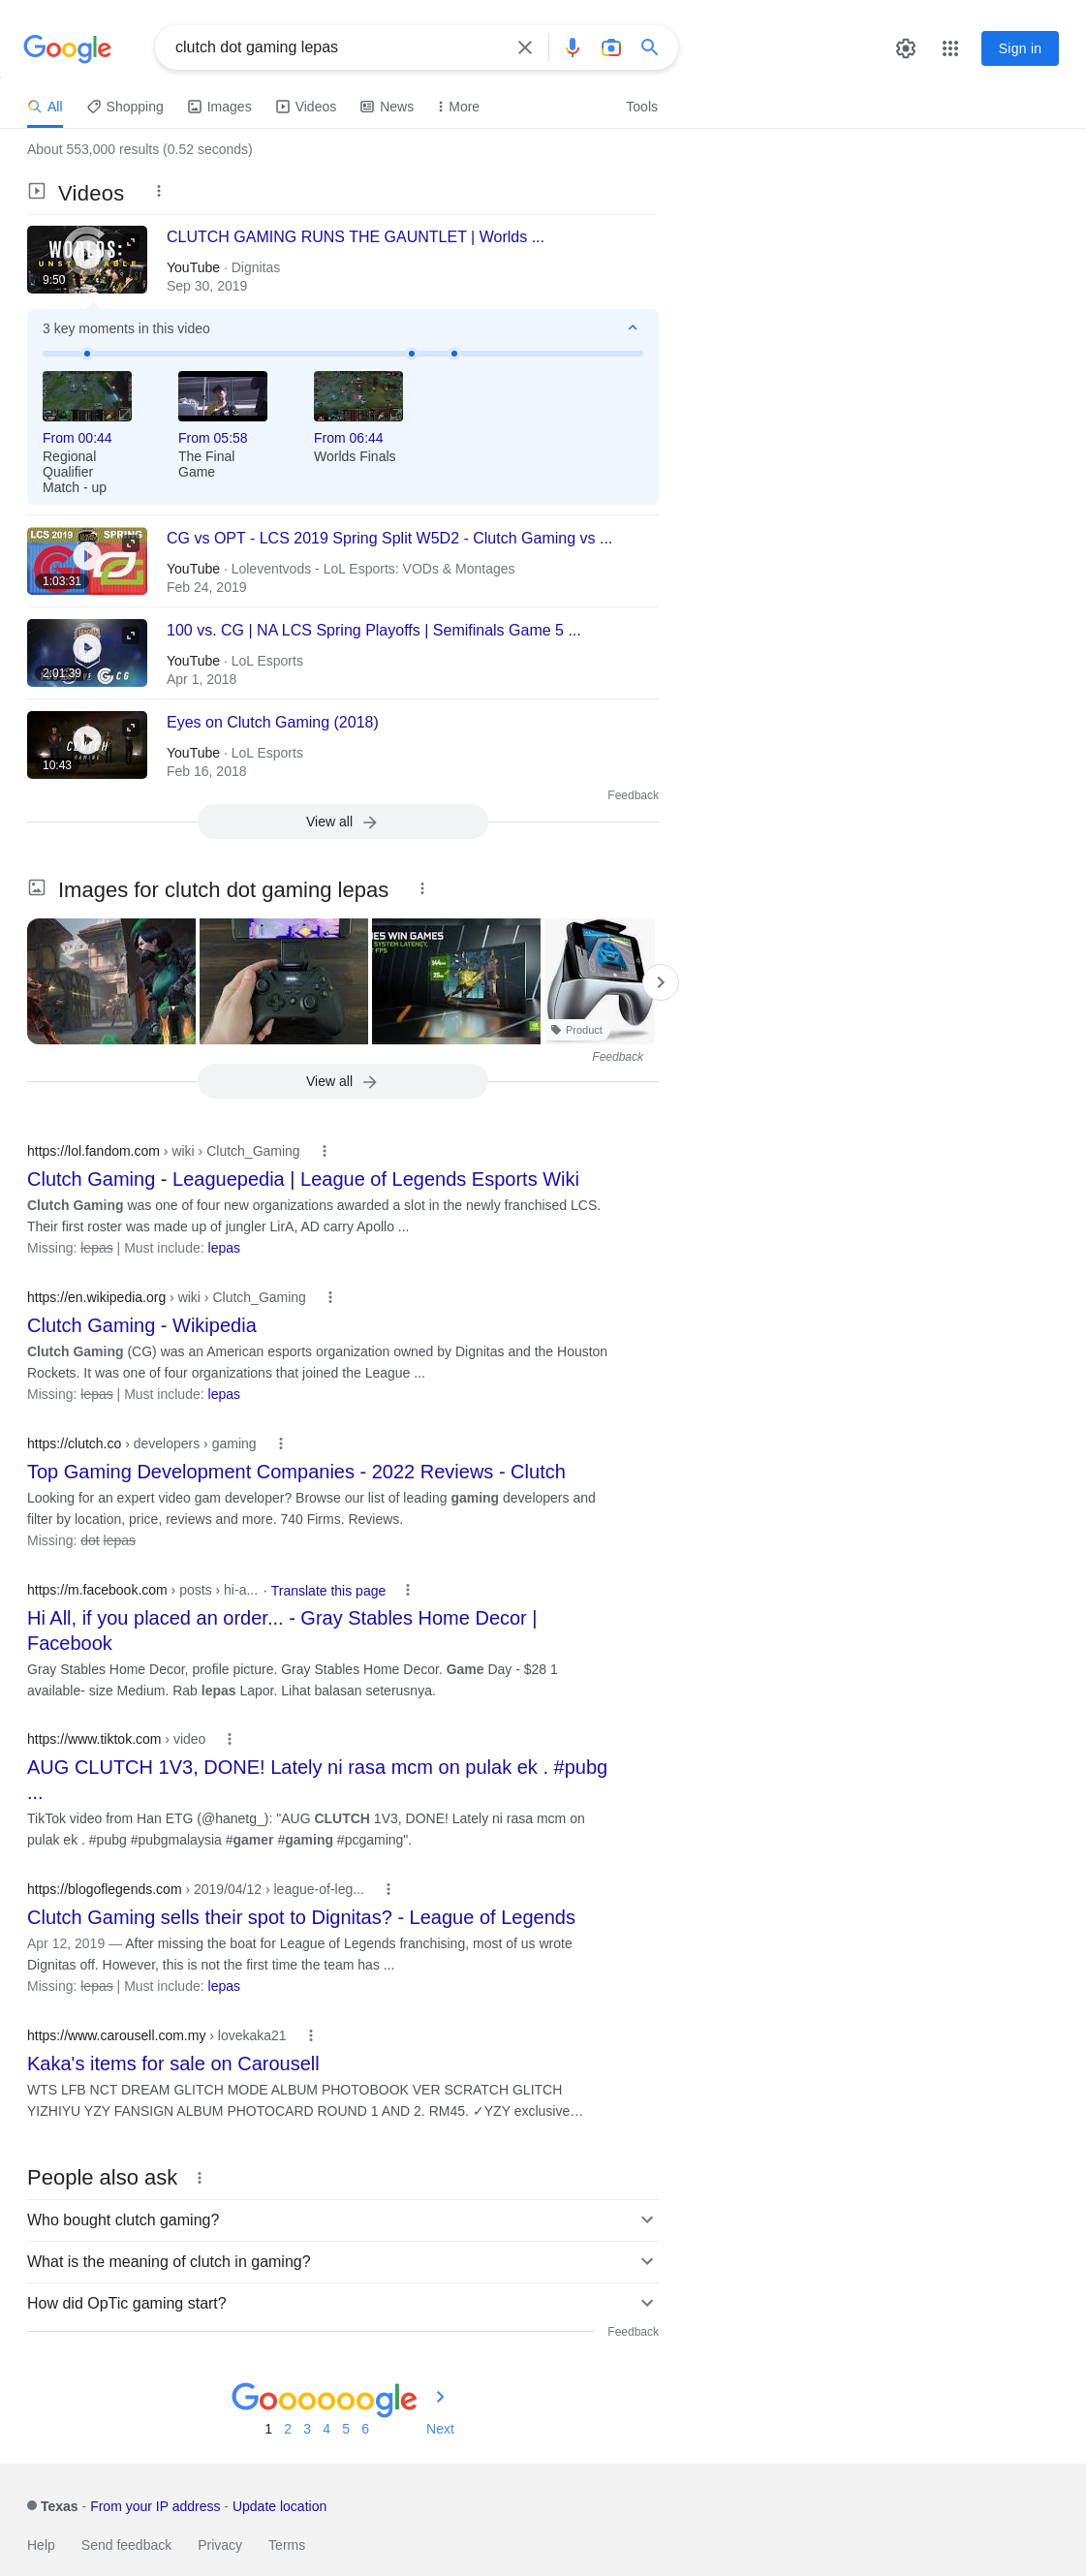 Google
clutch dot gaming lepas
Sign in
All
Shopping
Images
Videos
News
More
Tools
About 553,000 results (0.52 seconds)
Videos
WORLDS:
UNSTABLE
9:50
CLUTCH GAMING RUNS THE GAUNTLET | Worlds ...
YouTube · Dignitas
Sep 30, 2019
3 key moments in this video
From 00:44
Regional
Qualifier
Match - up
From 05:58
The Final
Game
From 06:44
Worlds Finals
LCS 2019 SPRING
1:03:31
CG vs OPT - LCS 2019 Spring Split W5D2 - Clutch Gaming vs ...
YouTube · Loleventvods - LoL Esports: VODs & Montages
Feb 24, 2019
2:01:39
CG
100 vs. CG | NA LCS Spring Playoffs | Semifinals Game 5 ...
YouTube · LoL Esports
Apr 1, 2018
CLUTCH
10:43
Eyes on Clutch Gaming (2018)
YouTube · LoL Esports
Feb 16, 2018
Feedback
View all
Images for clutch dot gaming lepas
ES WIN GAMES
SYSTEM LATENCY,
FPS
Product
Feedback
View all
https://lol.fandom.com › wiki › Clutch_Gaming
Clutch Gaming - Leaguepedia | League of Legends Esports Wiki
Clutch Gaming was one of four new organizations awarded a slot in the newly franchised LCS.
Their first roster was made up of jungler LirA, AD carry Apollo ...
Missing: lepas | Must include: lepas
https://en.wikipedia.org › wiki › Clutch_Gaming
Clutch Gaming - Wikipedia
Clutch Gaming (CG) was an American esports organization owned by Dignitas and the Houston
Rockets. It was one of four organizations that joined the League ...
Missing: lepas | Must include: lepas
https://clutch.co › developers › gaming
Top Gaming Development Companies - 2022 Reviews - Clutch
Looking for an expert video gam developer? Browse our list of leading gaming developers and
filter by location, price, reviews and more. 740 Firms. Reviews.
Missing: dot lepas
https://m.facebook.com › posts › hi-a... · Translate this page
Hi All, if you placed an order... - Gray Stables Home Decor |
Facebook
Gray Stables Home Decor, profile picture. Gray Stables Home Decor. Game Day - $28 1
available- size Medium. Rab lepas Lapor. Lihat balasan seterusnya.
https://www.tiktok.com › video
AUG CLUTCH 1V3, DONE! Lately ni rasa mcm on pulak ek . #pubg
...
TikTok video from Han ETG (@hanetg_): "AUG CLUTCH 1V3, DONE! Lately ni rasa mcm on
pulak ek . #pubg #pubgmalaysia #gamer #gaming #pcgaming".
https://blogoflegends.com › 2019/04/12 › league-of-leg...
Clutch Gaming sells their spot to Dignitas? - League of Legends
Apr 12, 2019 — After missing the boat for League of Legends franchising, most of us wrote
Dignitas off. However, this is not the first time the team has ...
Missing: lepas | Must include: lepas
https://www.carousell.com.my › lovekaka21
Kaka's items for sale on Carousell
WTS LFB NCT DREAM GLITCH MODE ALBUM PHOTOBOOK VER SCRATCH GLITCH
YIZHIYU YZY FANSIGN ALBUM PHOTOCARD ROUND 1 AND 2. RM45. ✓YZY exclusive…
People also ask
Who bought clutch gaming?
What is the meaning of clutch in gaming?
How did OpTic gaming start?
Feedback
Goooooogle
1 2 3 4 5 6 Next
Texas - From your IP address - Update location
Help Send feedback Privacy Terms